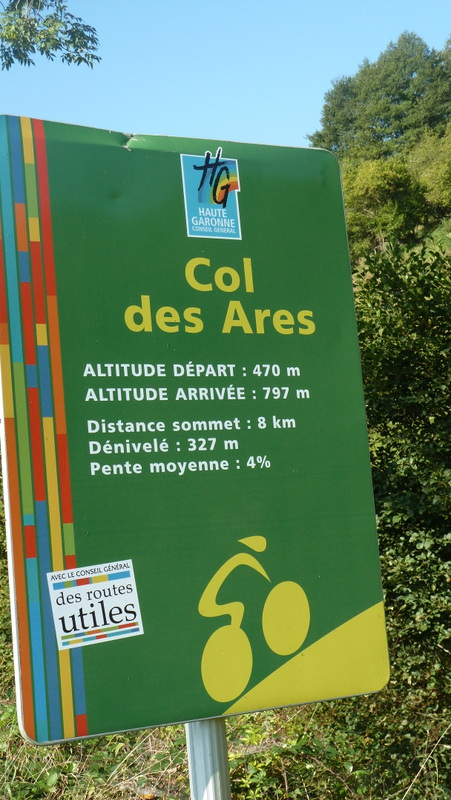 HG
HAUTE
GARONNE
CONSEIL GENERAL
Col
des Ares
ALTITUDE DÉPART : 470 m
ALTITUDE ARRIVÉE : 797 m
Distance sommet : 8 km
Dénivelé : 327 m
Pente moyenne : 4%
AVEC LE CONSEIL GÉNÉRAL
des routes
utiles